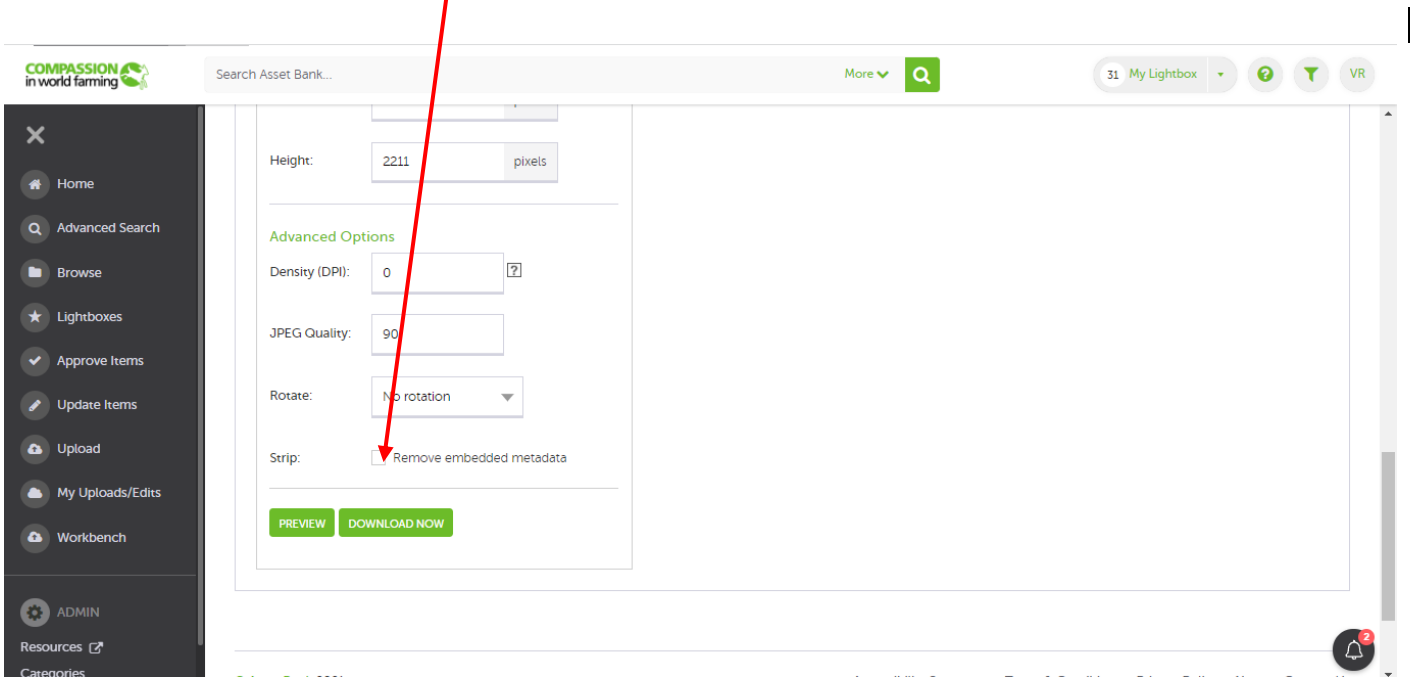 COMPASSION
in world farming
Search Asset Bank...
More
31 My Lightbox
?
VR
Home
Advanced Search
Browse
Lightboxes
Approve Items
Update Items
Upload
My Uploads/Edits
Workbench
ADMIN
Resources
Categories
Height: 2211 pixels
Advanced Options
Density (DPI): 0 ?
JPEG Quality: 90
Rotate: No rotation
Strip: Remove embedded metadata
PREVIEW DOWNLOAD NOW
2